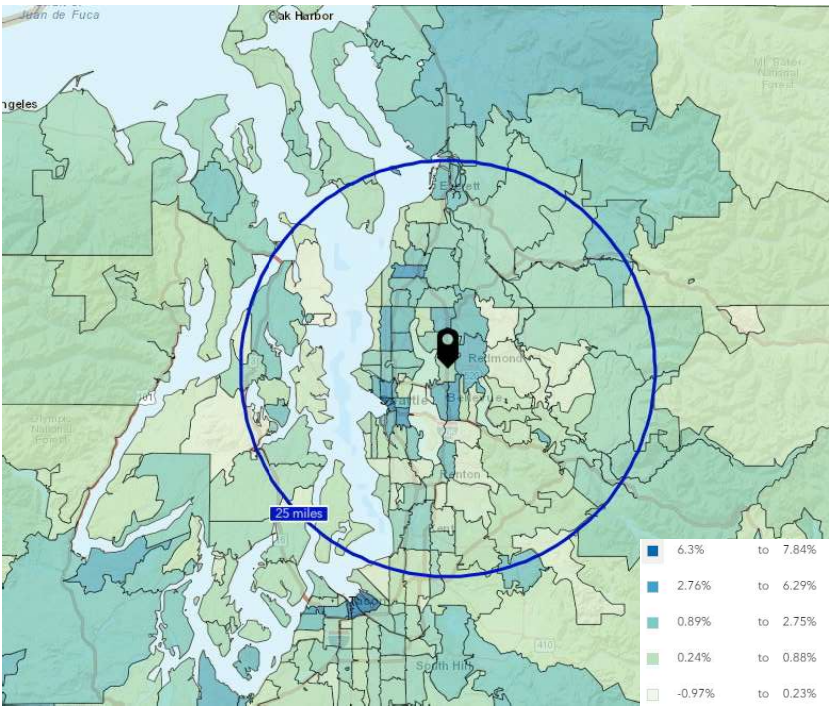 Juan de Fuca
Oak Harbor
Mt Baker
National
Forest
ngeles
Everett
Redmond
Seattle
Bellevue
Olympic
National
Forest
Renton
25 miles
Kent
6.3% to 7.84%
2.76% to 6.29%
0.89% to 2.75%
0.24% to 0.88%
-0.97% to 0.23%
410
South Hill